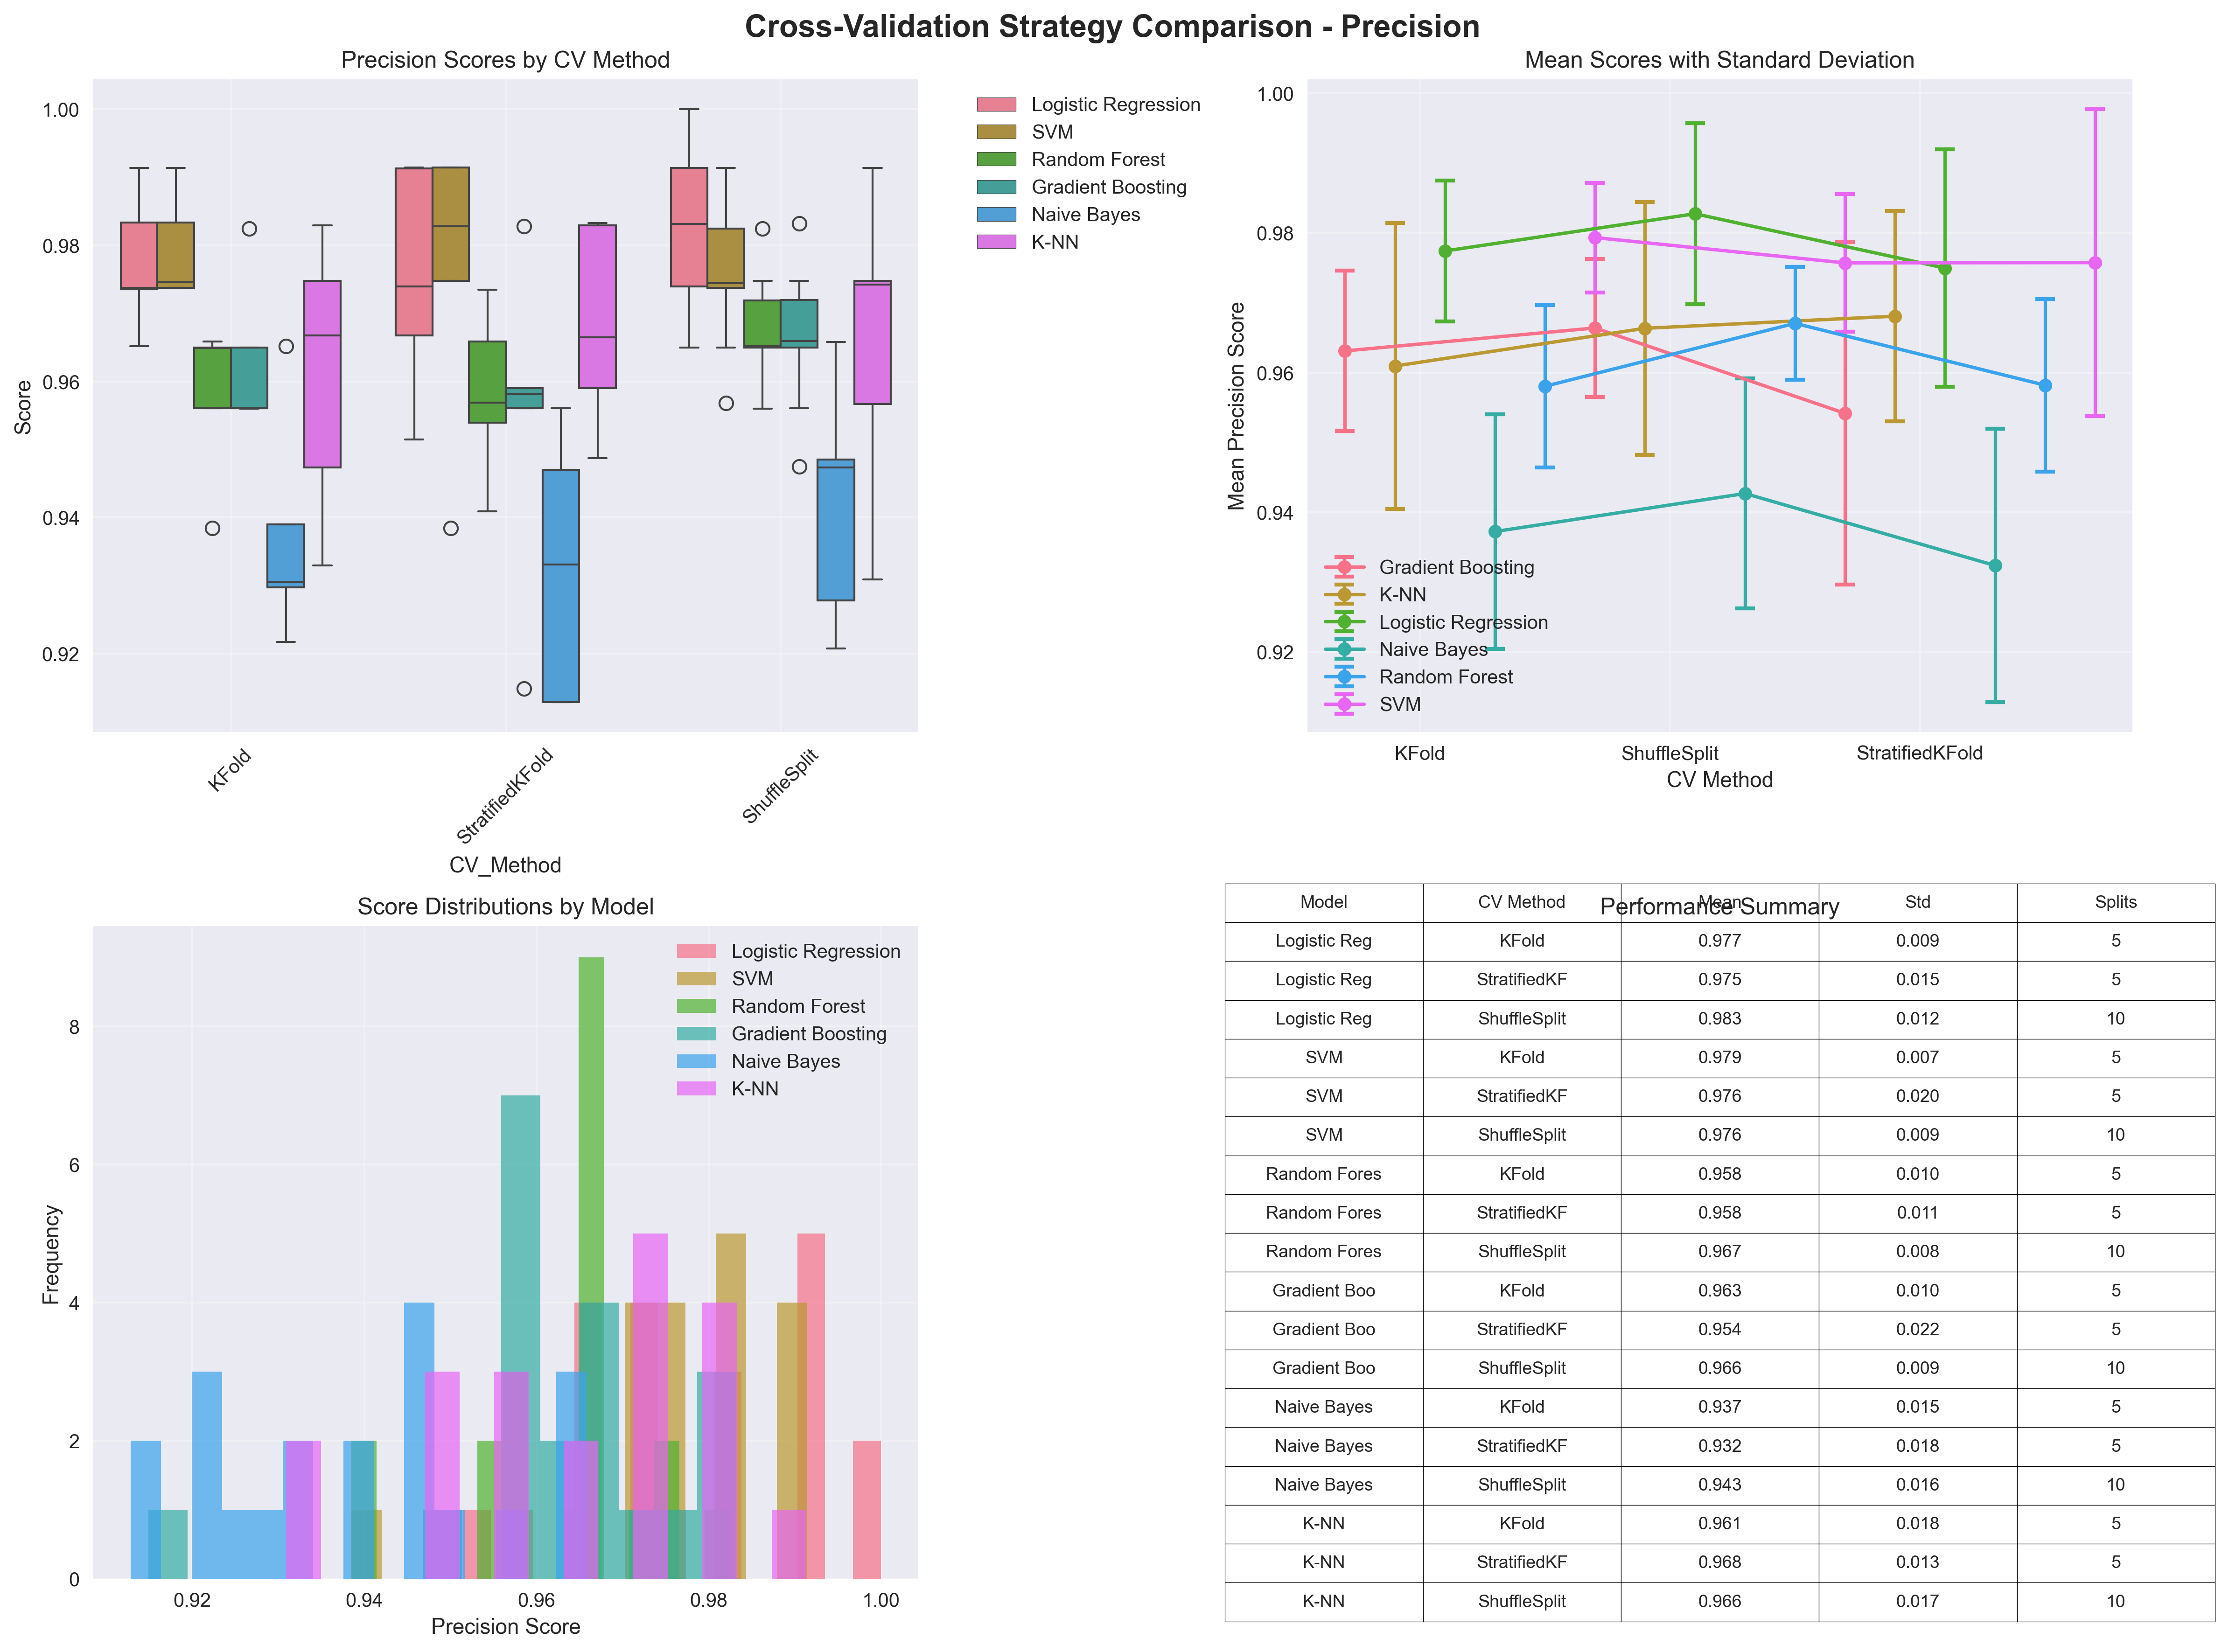 Cross-Validation Strategy Comparison - Precision
Precision Scores by CV Method
Score
1.00
0.98
0.96
0.94
0.92
KFold
StratifiedKFold
ShuffleSplit
CV_Method
Logistic Regression
SVM
Random Forest
Gradient Boosting
Naive Bayes
K-NN
Mean Scores with Standard Deviation
Mean Precision Score
1.00
0.98
0.96
0.94
0.92
Gradient Boosting
K-NN
Logistic Regression
Naive Bayes
Random Forest
SVM
KFold
ShuffleSplit
StratifiedKFold
CV Method
Score Distributions by Model
Frequency
8
6
4
2
0
Logistic Regression
SVM
Random Forest
Gradient Boosting
Naive Bayes
K-NN
0.92
0.94
0.96
0.98
1.00
Precision Score
Performance Summary
Model CV Method Mean Std Splits
Logistic Reg KFold 0.977 0.009 5
Logistic Reg StratifiedKF 0.975 0.015 5
Logistic Reg ShuffleSplit 0.983 0.012 10
SVM KFold 0.979 0.007 5
SVM StratifiedKF 0.976 0.020 5
SVM ShuffleSplit 0.976 0.009 10
Random Fores KFold 0.958 0.010 5
Random Fores StratifiedKF 0.958 0.011 5
Random Fores ShuffleSplit 0.967 0.008 10
Gradient Boo KFold 0.963 0.010 5
Gradient Boo StratifiedKF 0.954 0.022 5
Gradient Boo ShuffleSplit 0.966 0.009 10
Naive Bayes KFold 0.937 0.015 5
Naive Bayes StratifiedKF 0.932 0.018 5
Naive Bayes ShuffleSplit 0.943 0.016 10
K-NN KFold 0.961 0.018 5
K-NN StratifiedKF 0.968 0.013 5
K-NN ShuffleSplit 0.966 0.017 10